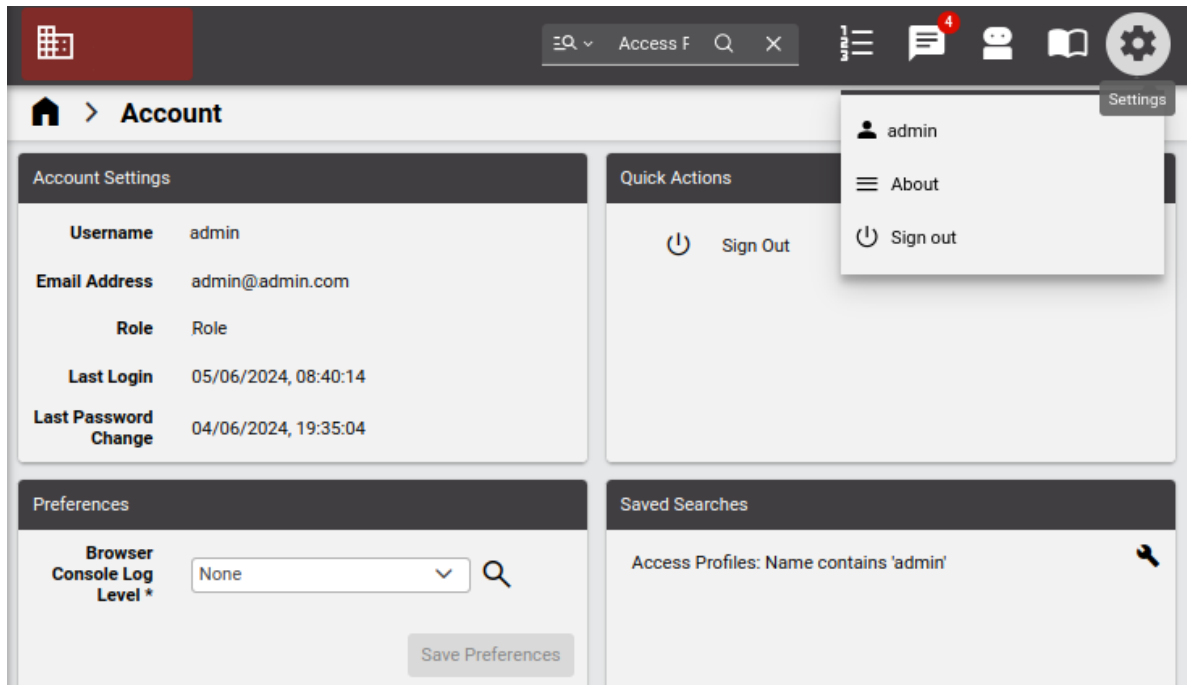 Access F
4
Settings
Account
admin
About
Sign out
Account Settings
Username admin
Email Address admin@admin.com
Role Role
Last Login 05/06/2024, 08:40:14
Last Password
Change 04/06/2024, 19:35:04
Quick Actions
Sign Out
Preferences
Browser
Console Log
Level *
None
Save Preferences
Saved Searches
Access Profiles: Name contains 'admin'